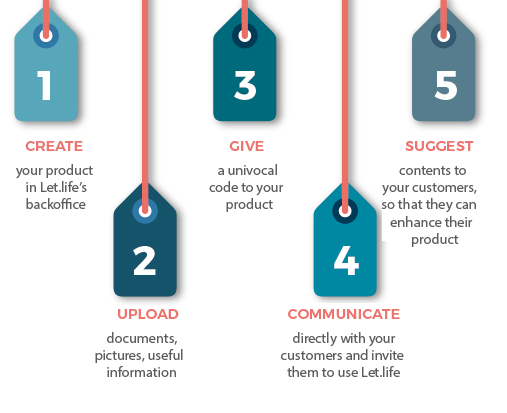 1
CREATE
your product
in Let.life's
backoffice
2
UPLOAD
documents,
pictures, useful
information
3
GIVE
a univocal
code to your
product
4
COMMUNICATE
directly with your
customers and invite
them to use Let.life
5
SUGGEST
contents to
your customers,
so that they can
enhance their
product